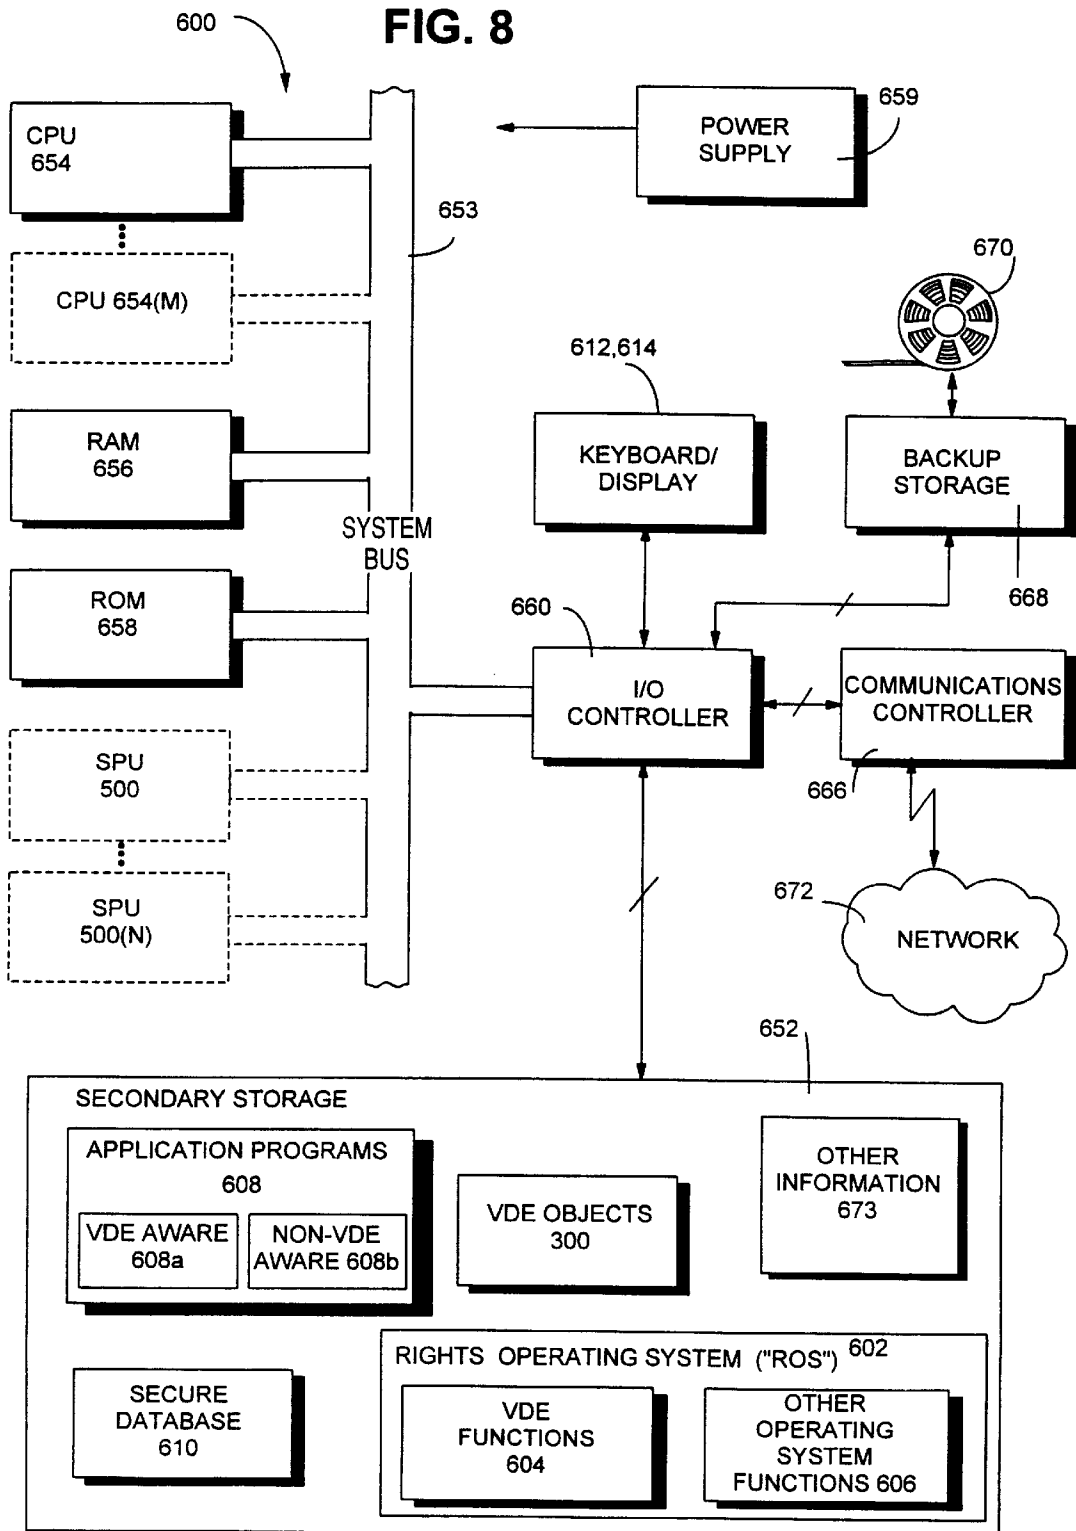 FIG. 8
600
CPU
654
POWER
SUPPLY
659
653
CPU 654(M)
670
612,614
RAM
656
KEYBOARD/
DISPLAY
BACKUP
STORAGE
SYSTEM
BUS
ROM
658
660
668
I/O
CONTROLLER
COMMUNICATIONS
CONTROLLER
SPU
500
666
SPU
500(N)
672
NETWORK
652
SECONDARY STORAGE
APPLICATION PROGRAMS
608
VDE AWARE
608a
NON-VDE
AWARE 608b
VDE OBJECTS
300
OTHER
INFORMATION
673
RIGHTS OPERATING SYSTEM ("ROS") 602
SECURE
DATABASE
610
VDE
FUNCTIONS
604
OTHER
OPERATING
SYSTEM
FUNCTIONS 606